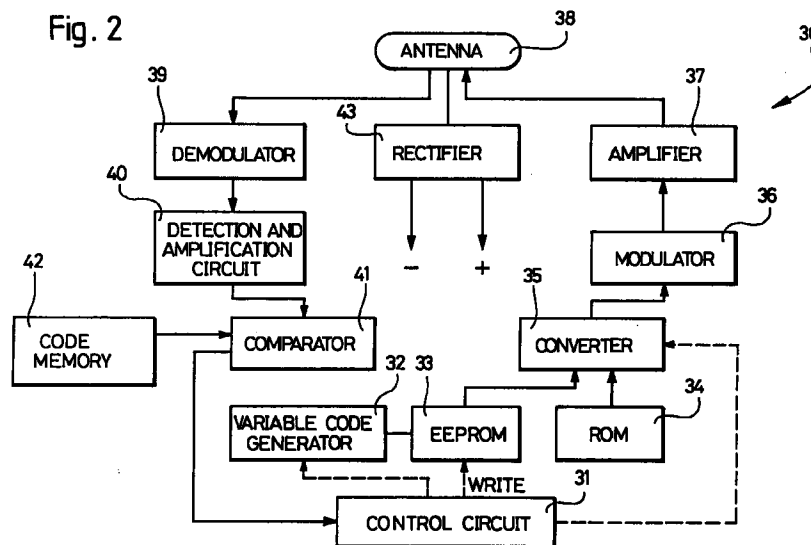 Fig. 2
ANTENNA
38
30
39
DEMODULATOR
43
RECTIFIER
37
AMPLIFIER
40
DETECTION AND
AMPLIFICATION
CIRCUIT
- +
36
MODULATOR
42
CODE
MEMORY
41
COMPARATOR
35
CONVERTER
32
VARIABLE CODE
GENERATOR
33
EEPROM
ROM
34
WRITE
31
CONTROL CIRCUIT